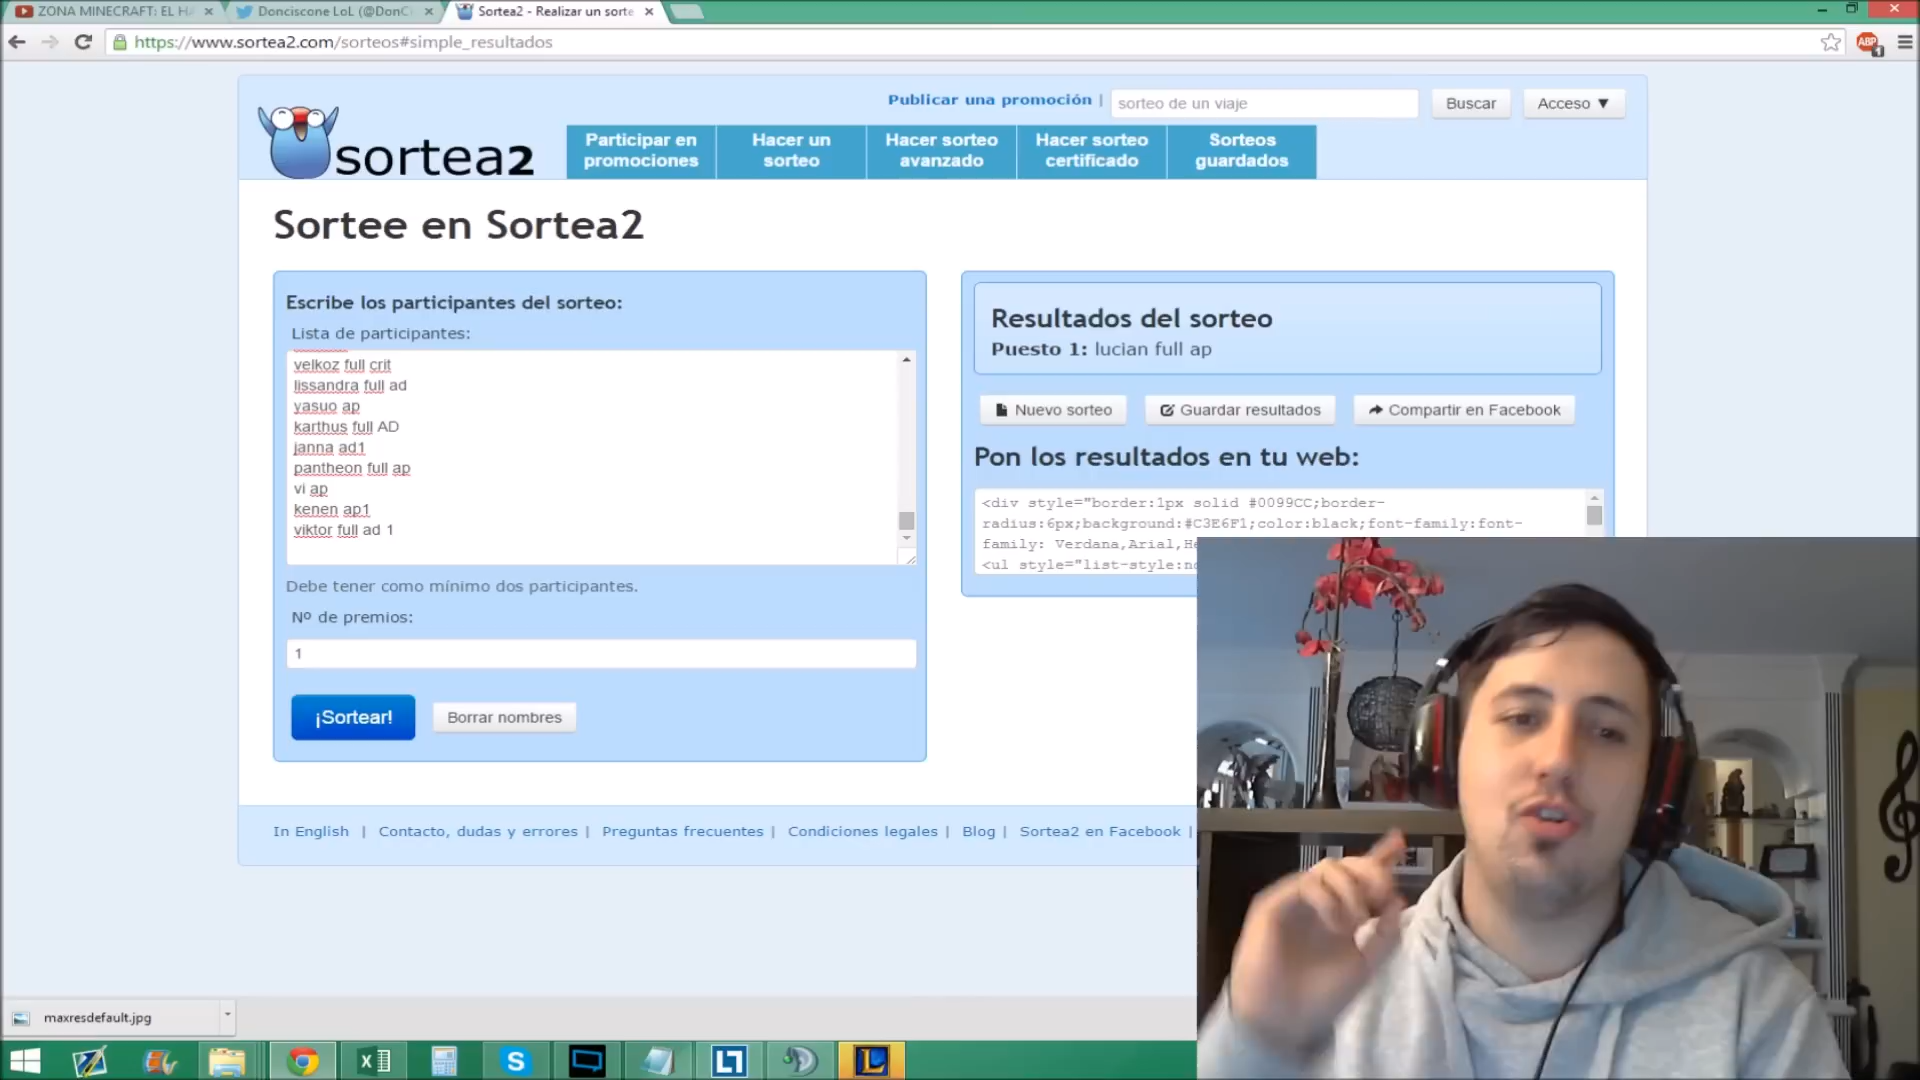 ZONA MINECRAFT: EL HA
Donciscone LoL (@DonC
Sortea2 - Realizar un sorte
https://www.sortea2.com/sorteos#simple_resultados
ABP
1
Publicar una promoción |
sorteo de un viaje
Buscar
Acceso ▼
sortea2
Participar en
promociones
Hacer un
sorteo
Hacer sorteo
avanzado
Hacer sorteo
certificado
Sorteos
guardados
Sortee en Sortea2
Escribe los participantes del sorteo:
Lista de participantes:
velkoz full crit
lissandra full ad
yasuo ap
karthus full AD
janna ad1
pantheon full ap
vi ap
kenen ap1
viktor full ad 1
Debe tener como mínimo dos participantes.
Nº de premios:
1
¡Sortear!
Borrar nombres
Resultados del sorteo
Puesto 1: lucian full ap
Nuevo sorteo
Guardar resultados
Compartir en Facebook
Pon los resultados en tu web:
<div style="border:1px solid #0099CC;border-
radius:6px;background:#C3E6F1;color:black;font-family:font-
family: Verdana,Arial,He
<ul style="list-style:no
In English | Contacto, dudas y errores | Preguntas frecuentes | Condiciones legales | Blog | Sortea2 en Facebook |
maxresdefault.jpg